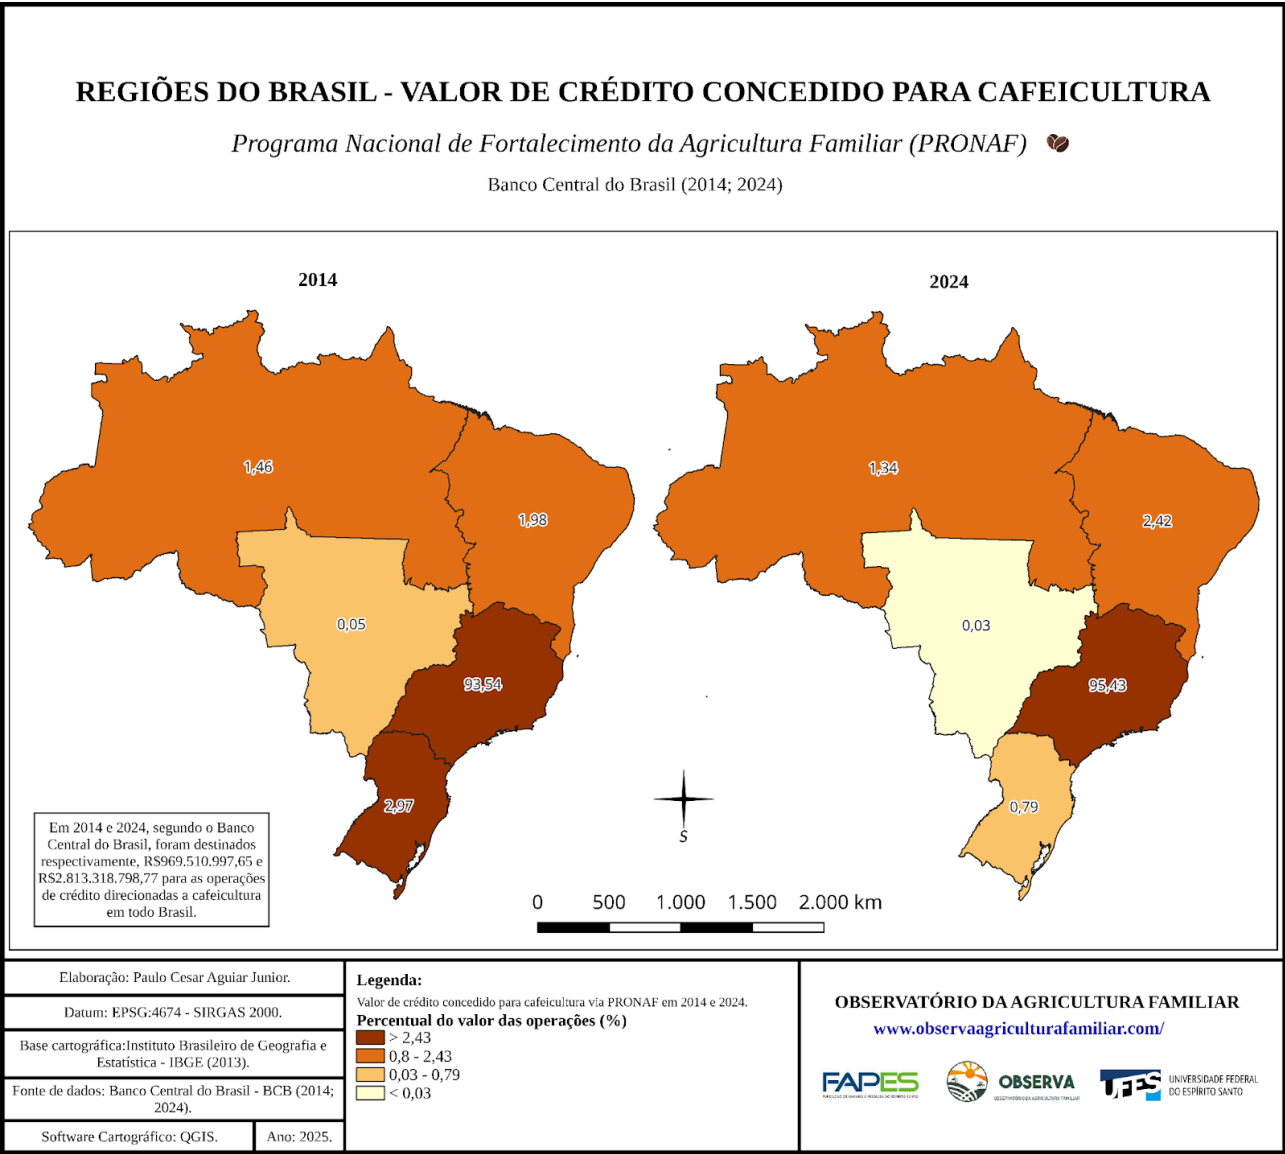 REGIÕES DO BRASIL - VALOR DE CRÉDITO CONCEDIDO PARA CAFEICULTURA
Programa Nacional de Fortalecimento da Agricultura Familiar (PRONAF)
Banco Central do Brasil (2014; 2024)
2014
1,46
1,98
0,05
93,54
2,97
2024
1,34
2,42
0,03
95,43
0,79
S
Em 2014 e 2024, segundo o Banco
Central do Brasil, foram destinados
respectivamente, R$969.510.997,65 e
R$2.813.318.798,77 para as operações
de crédito direcionadas a cafeicultura
em todo Brasil.
0 500 1.000 1.500 2.000 km
Elaboração: Paulo Cesar Aguiar Junior.
Datum: EPSG:4674 - SIRGAS 2000.
Base cartográfica:Instituto Brasileiro de Geografia e
Estatística - IBGE (2013).
Fonte de dados: Banco Central do Brasil - BCB (2014;
2024).
Software Cartográfico: QGIS.
Ano: 2025.
Legenda:
Valor de crédito concedido para cafeicultura via PRONAF em 2014 e 2024.
Percentual do valor das operações (%)
> 2,43
0,8 - 2,43
0,03 - 0,79
< 0,03
OBSERVATÓRIO DA AGRICULTURA FAMILIAR
www.observaagriculturafamiliar.com/
FAPES
OBSERVA
OBSERVATÓRIO DA AGRICULTURA FAMILIAR
UFES
UNIVERSIDADE FEDERAL
DO ESPÍRITO SANTO